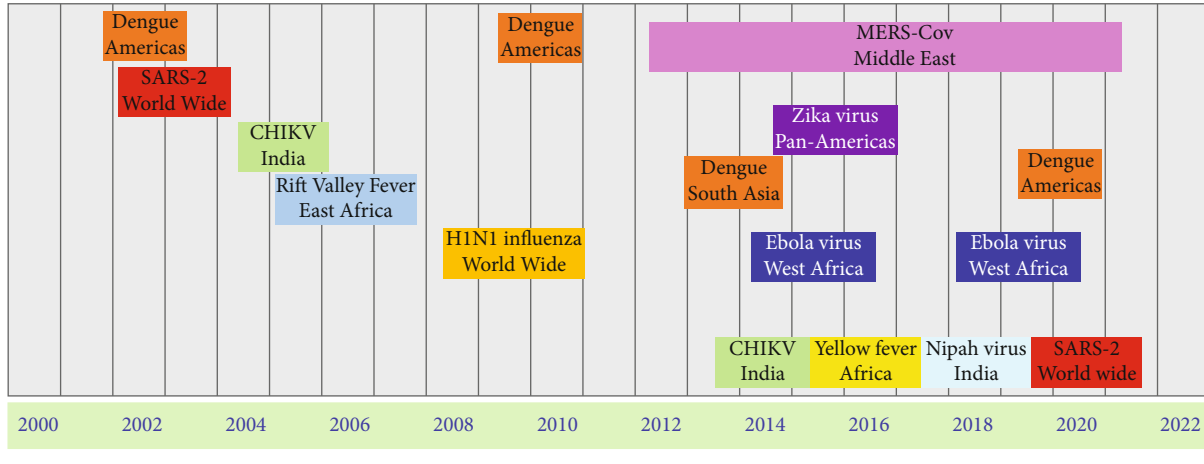 Dengue
Americas
Dengue
Americas
MERS-Cov
Middle East
SARS-2
World Wide
Zika virus
Pan-Americas
CHIKV
India
Dengue
South Asia
Dengue
Americas
Rift Valley Fever
East Africa
H1N1 influenza
World Wide
Ebola virus
West Africa
Ebola virus
West Africa
CHIKV
India
Yellow fever
Africa
Nipah virus
India
SARS-2
World wide
2000 2002 2004 2006 2008 2010 2012 2014 2016 2018 2020 2022